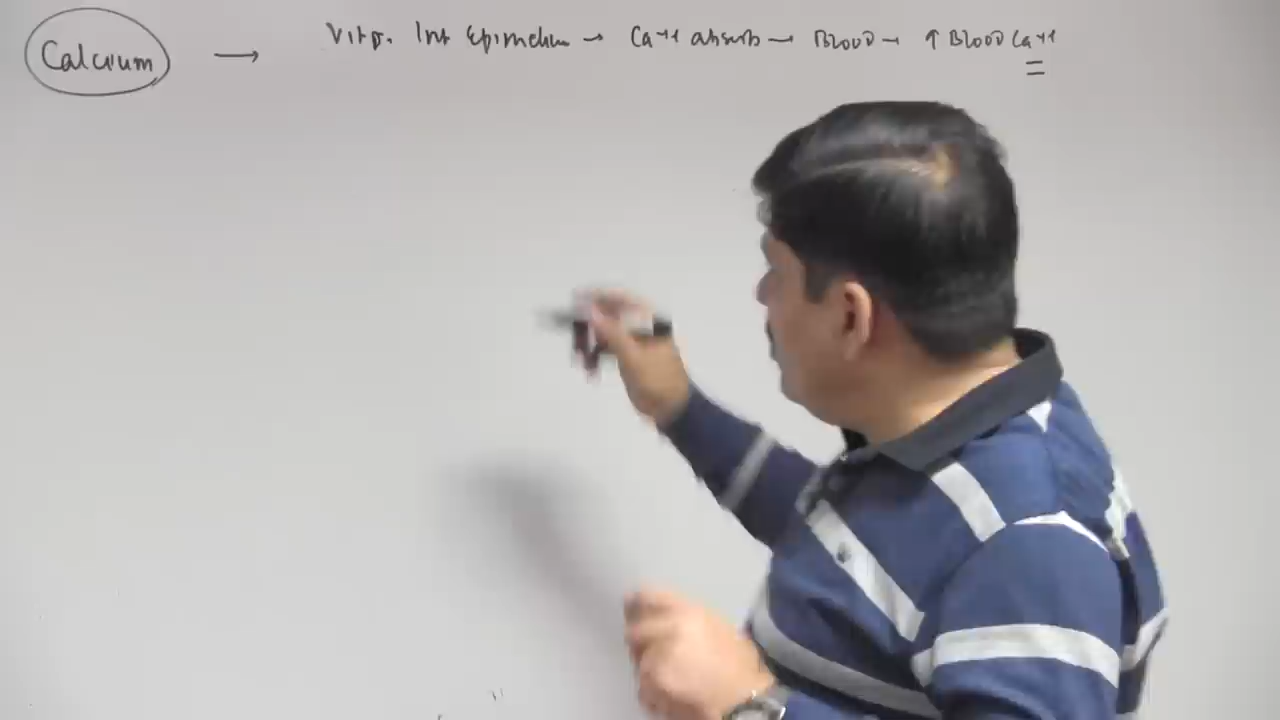 Calcium → Vit D. Int Epithelium → Ca++ absorb → Blood → ↑ Blood Ca++